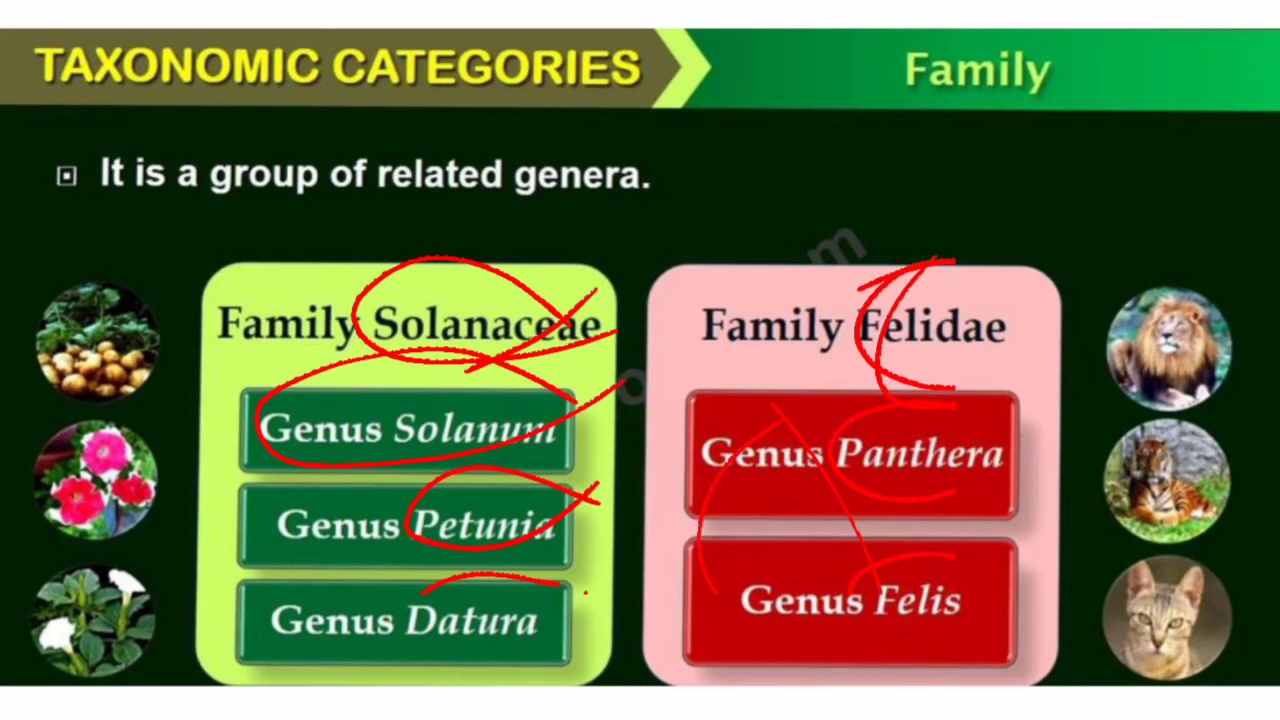 TAXONOMIC CATEGORIES
Family
It is a group of related genera.
Family Solanaceae
Genus Solanum
Genus Petunia
Genus Datura
Family Felidae
Genus Panthera
Genus Felis